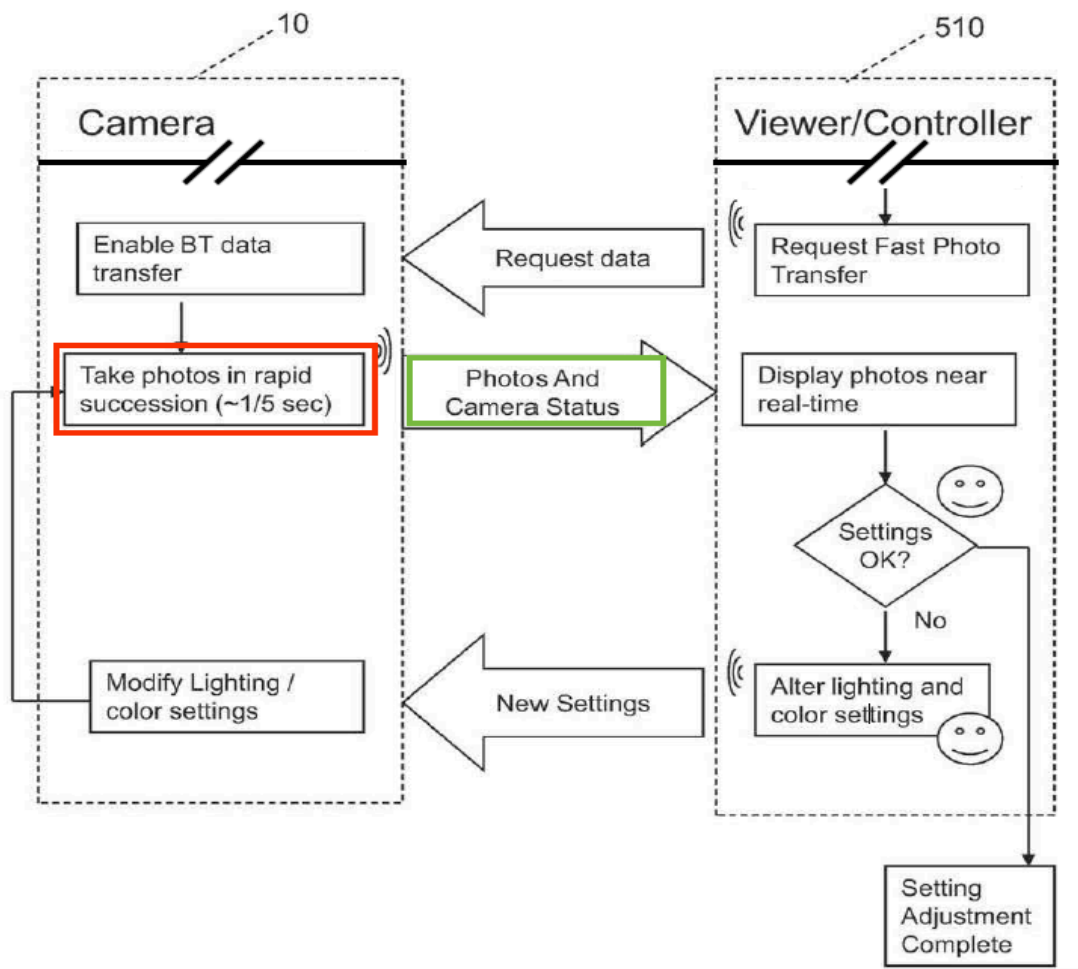 10
510
Camera
Viewer/Controller
Enable BT data
transfer
Request data
Request Fast Photo
Transfer
Take photos in rapid
succession (~1/5 sec)
Photos And
Camera Status
Display photos near
real-time
Settings
OK?
No
Modify Lighting /
color settings
New Settings
Alter lighting and
color settings
Setting
Adjustment
Complete